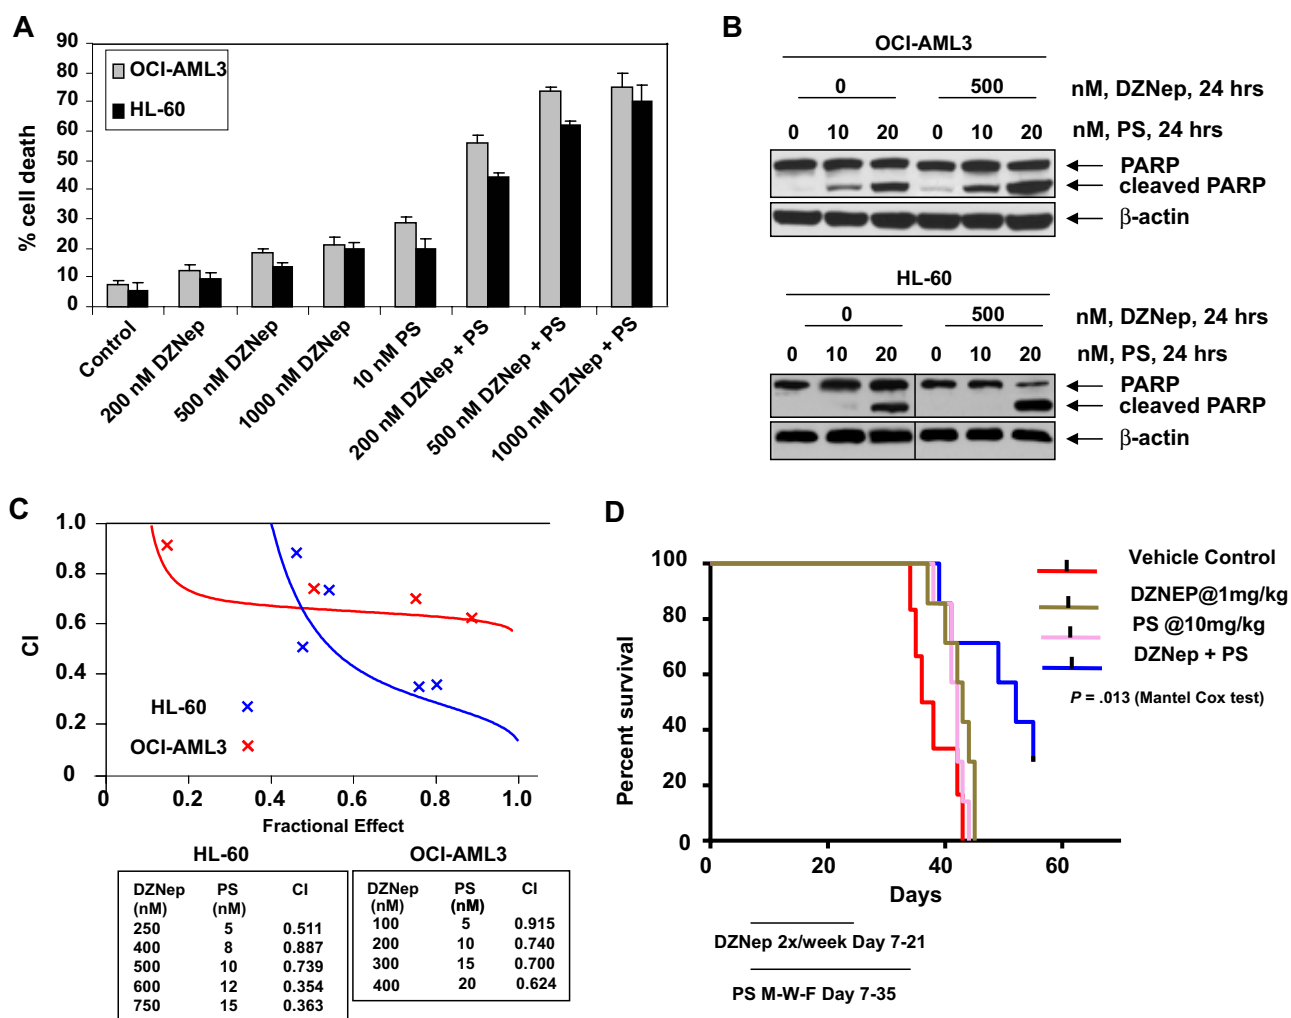 A
90
80
70
60
50
40
30
20
10
0
% cell death
OCI-AML3
HL-60
Control
200 nM DZNep
500 nM DZNep
1000 nM DZNep
10 nM PS
200 nM DZNep + PS
500 nM DZNep + PS
1000 nM DZNep + PS
B
OCI-AML3
0 500 nM, DZNep, 24 hrs
0 10 20 0 10 20 nM, PS, 24 hrs
PARP
cleaved PARP
β-actin
HL-60
0 500 nM, DZNep, 24 hrs
0 10 20 0 10 20 nM, PS, 24 hrs
PARP
cleaved PARP
β-actin
C
1.0
0.8
0.6
0.4
0.2
0
CI
HL-60
OCI-AML3
0 0.2 0.4 0.6 0.8 1.0
Fractional Effect
HL-60
DZNep PS CI
(nM) (nM)
250 5 0.511
400 8 0.887
500 10 0.739
600 12 0.354
750 15 0.363
OCI-AML3
DZNep PS CI
(nM) (nM)
100 5 0.915
200 10 0.740
300 15 0.700
400 20 0.624
D
100
80
60
40
20
0
Percent survival
0 20 40 60
Days
Vehicle Control
DZNEP@1mg/kg
PS @10mg/kg
DZNep + PS
P = .013 (Mantel Cox test)
DZNep 2x/week Day 7-21
PS M-W-F Day 7-35